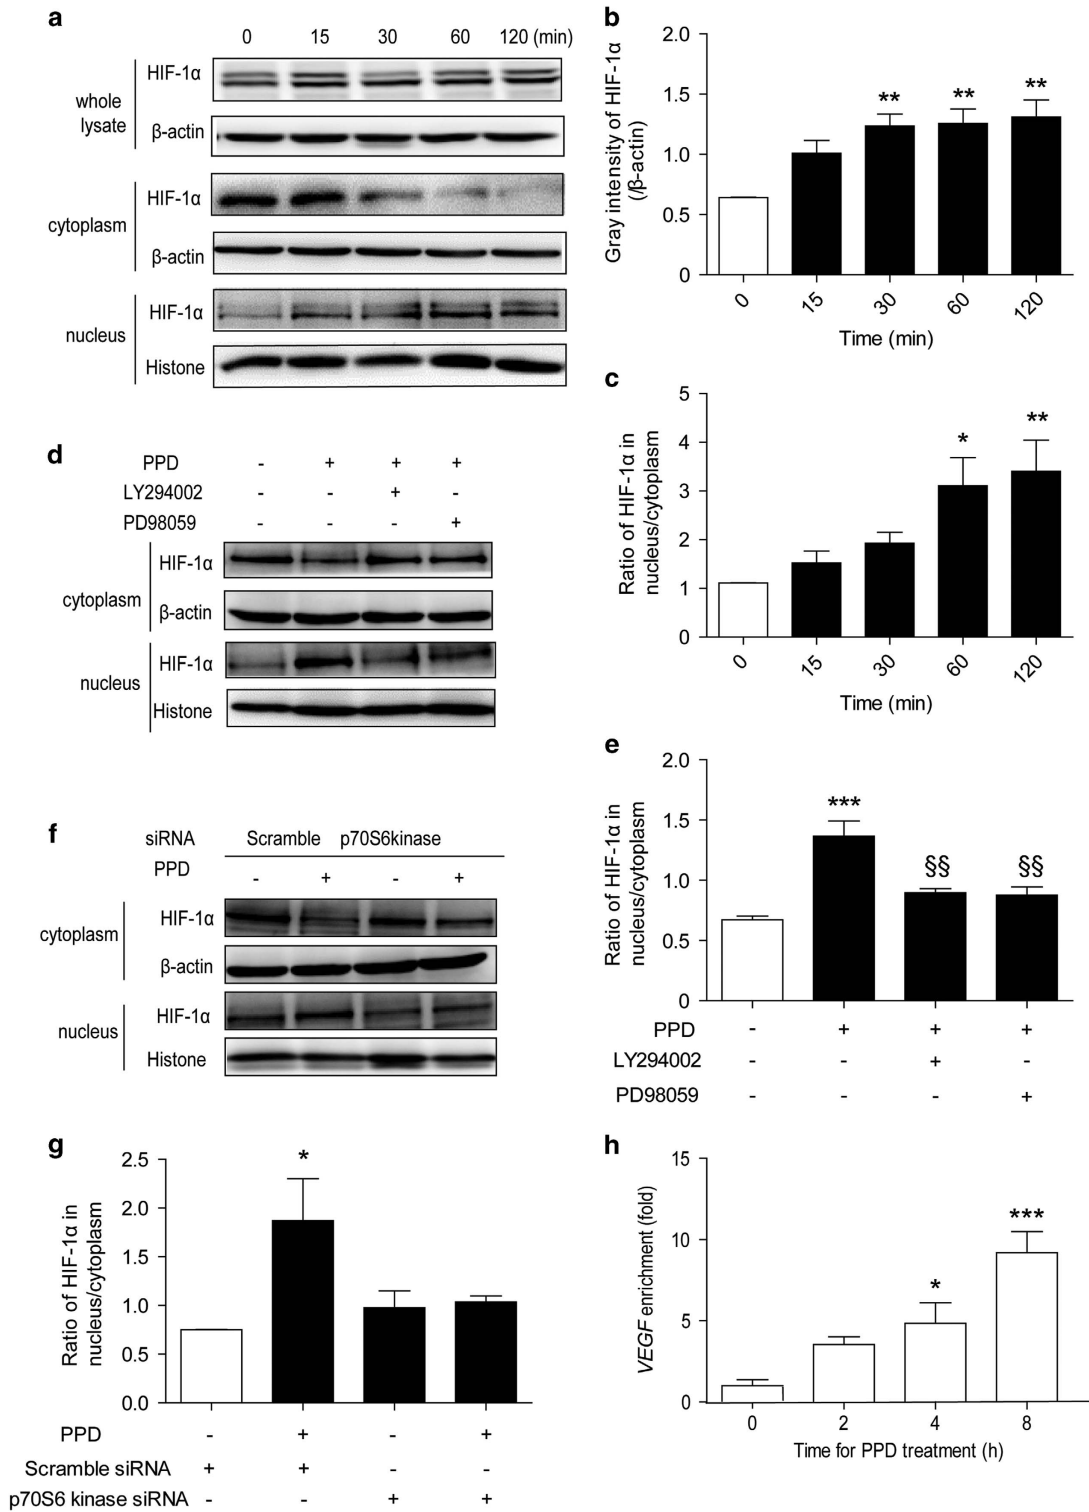 a
0 15 30 60 120 (min)
whole lysate
HIF-1α
β-actin
cytoplasm
HIF-1α
β-actin
nucleus
HIF-1α
Histone
b
Gray intensity of HIF-1α
(/β-actin)
2.0
1.5
1.0
0.5
0
** ** **
0 15 30 60 120
Time (min)
c
Ratio of HIF-1α in
nucleus/cytoplasm
5
4
3
2
1
0
* **
0 15 30 60 120
Time (min)
d
PPD - + + +
LY294002 - - + -
PD98059 - - - +
cytoplasm
HIF-1α
β-actin
nucleus
HIF-1α
Histone
e
Ratio of HIF-1α in
nucleus/cytoplasm
2.0
1.5
1.0
0.5
0
*** §§ §§
PPD - + + +
LY294002 - - + -
PD98059 - - - +
f
siRNA Scramble p70S6kinase
PPD - + - +
cytoplasm
HIF-1α
β-actin
nucleus
HIF-1α
Histone
g
Ratio of HIF-1α in
nucleus/cytoplasm
2.5
2.0
1.5
1.0
0.5
0.0
*
PPD - + - +
Scramble siRNA + + - -
p70S6 kinase siRNA - - + +
h
VEGF enrichment (fold)
15
10
5
0
* ***
0 2 4 8
Time for PPD treatment (h)